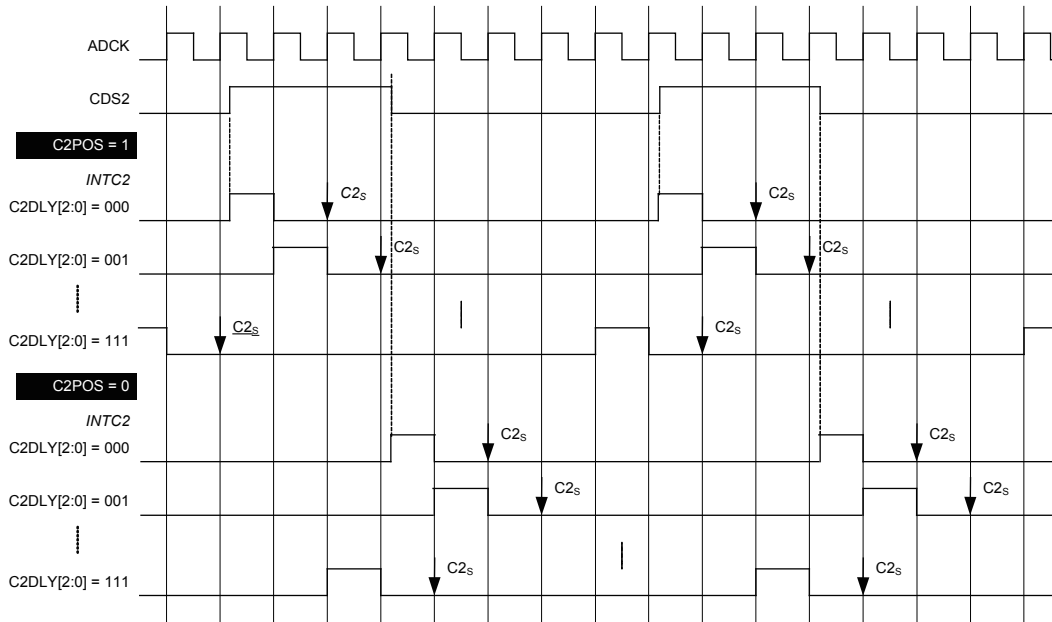 ADCK
CDS2
C2POS = 1
INTC2
C2DLY[2:0] = 000
C2S
C2S
C2DLY[2:0] = 001
C2S
C2S
C2DLY[2:0] = 111
C2S
C2S
C2POS = 0
INTC2
C2DLY[2:0] = 000
C2S
C2S
C2DLY[2:0] = 001
C2S
C2S
C2DLY[2:0] = 111
C2S
C2S